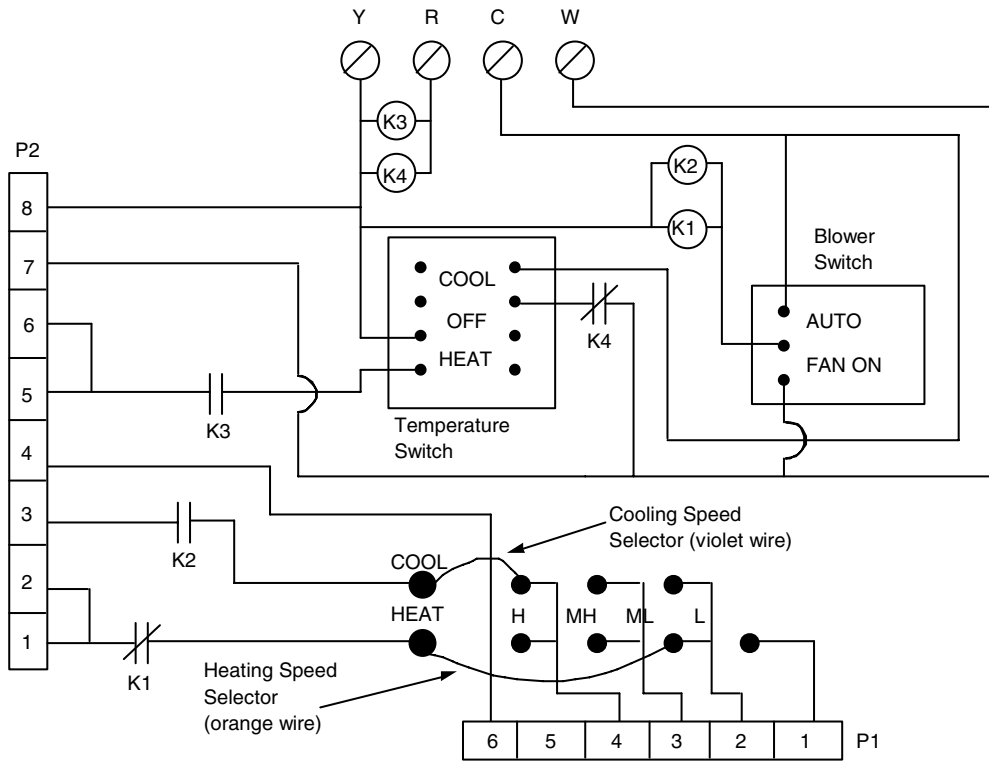 Y R C W
K3
P2
K4
K2
8
K1
Blower
Switch
7
COOL
6
OFF
AUTO
K4
HEAT
FAN ON
5
K3
Temperature
Switch
4
3
Cooling Speed
Selector (violet wire)
K2
COOL
2
HEAT
H MH ML L
1
K1
Heating Speed
Selector
(orange wire)
6 5 4 3 2 1 P1